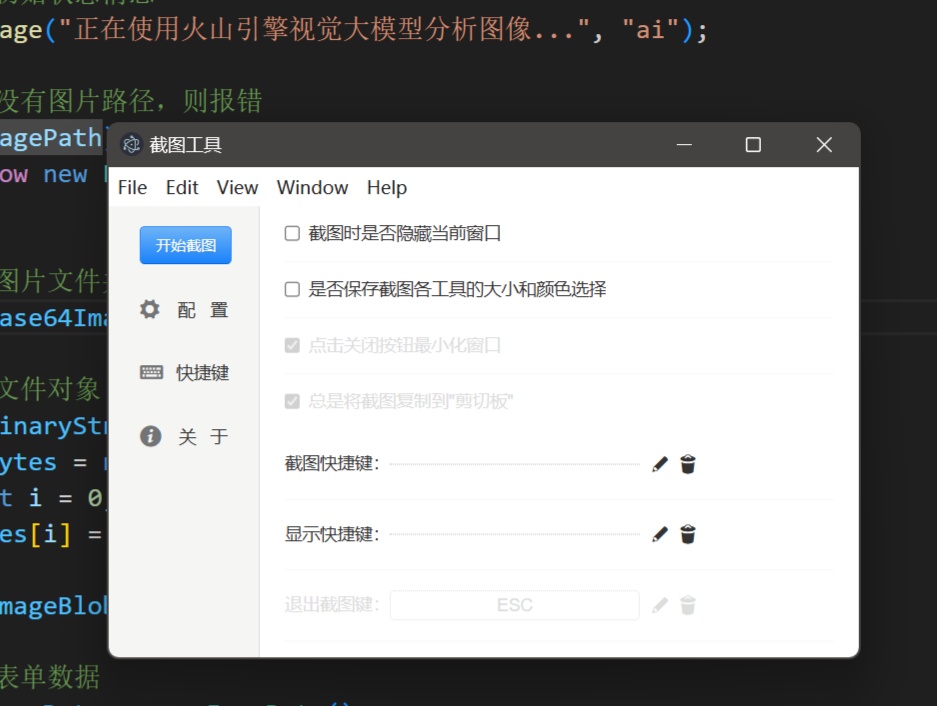 age("正在使用火山引擎视觉大模型分析图像...", "ai");
没有图片路径，则报错
agePath
ow new
图片文件
ase64Ima
文件对象
inaryStr
ytes =
t i = 0
es[i] =
mageBlob
表单数据
截图工具
File Edit View Window Help
开始截图
配 置
快捷键
关 于
截图时是否隐藏当前窗口
是否保存截图各工具的大小和颜色选择
点击关闭按钮最小化窗口
总是将截图复制到"剪切板"
截图快捷键：
显示快捷键：
退出截图键： ESC